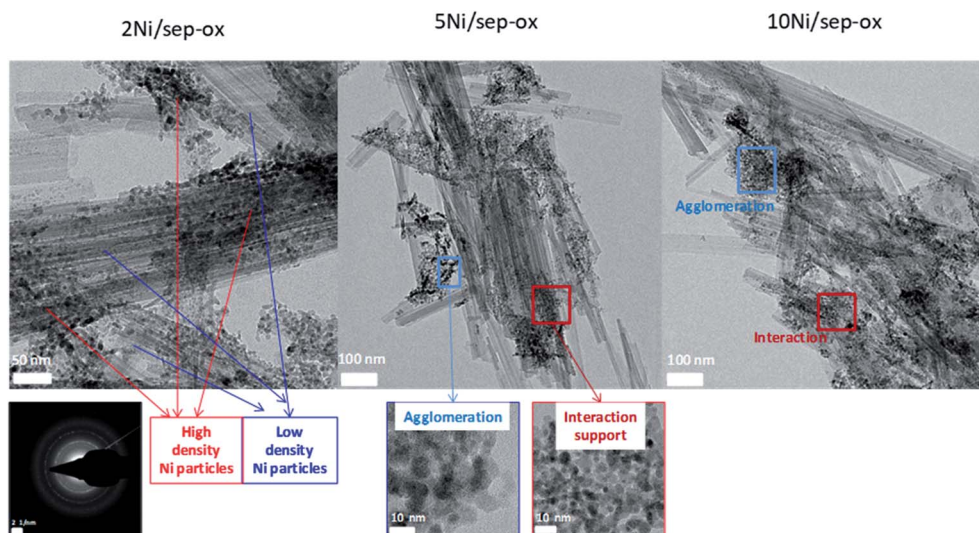 2Ni/sep-ox
5Ni/sep-ox
10Ni/sep-ox
50 nm
100 nm
Agglomeration
Interaction
100 nm
2 1/nm
High
density
Ni particles
Low
density
Ni particles
Agglomeration
10 nm
Interaction
support
10 nm